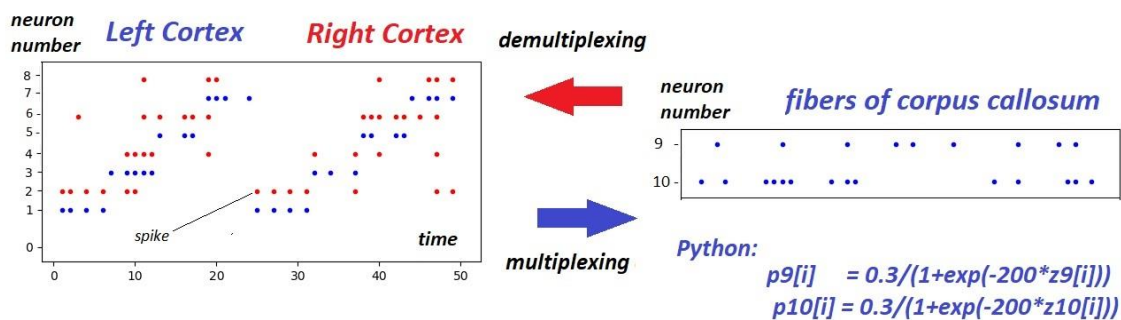 neuron
number
Left Cortex
Right Cortex
8
7
6
5
4
3
2
1
0
spike
time
0 10 20 30 40 50
demultiplexing
multiplexing
neuron
number
fibers of corpus callosum
9
10
Python:
p9[i] = 0.3/(1+exp(-200*z9[i]))
p10[i] = 0.3/(1+exp(-200*z10[i]))